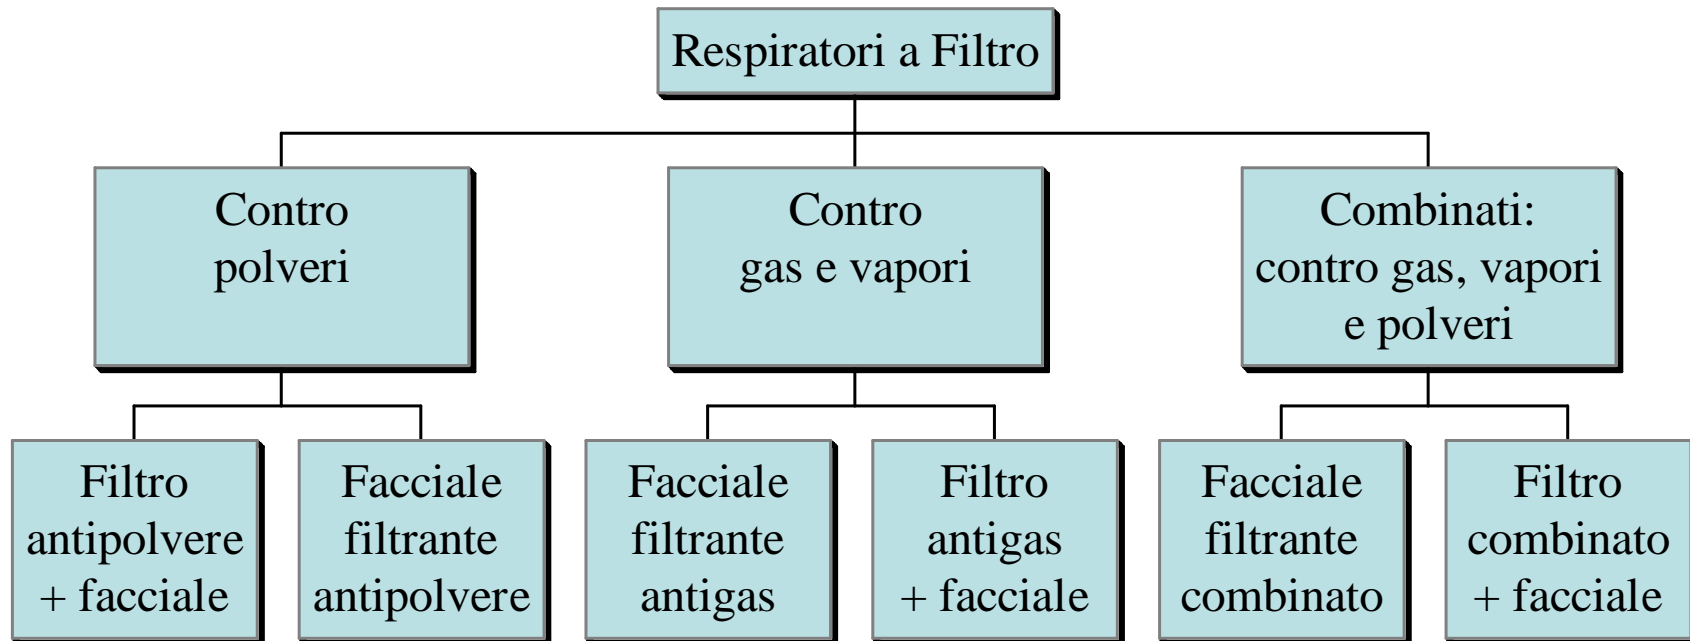 Respiratori a Filtro
Contro
polveri
Contro
gas e vapori
Combinati:
contro gas, vapori
e polveri
Filtro
antipolvere
+ facciale
Facciale
filtrante
antipolvere
Facciale
filtrante
antigas
Filtro
antigas
+ facciale
Facciale
filtrante
combinato
Filtro
combinato
+ facciale